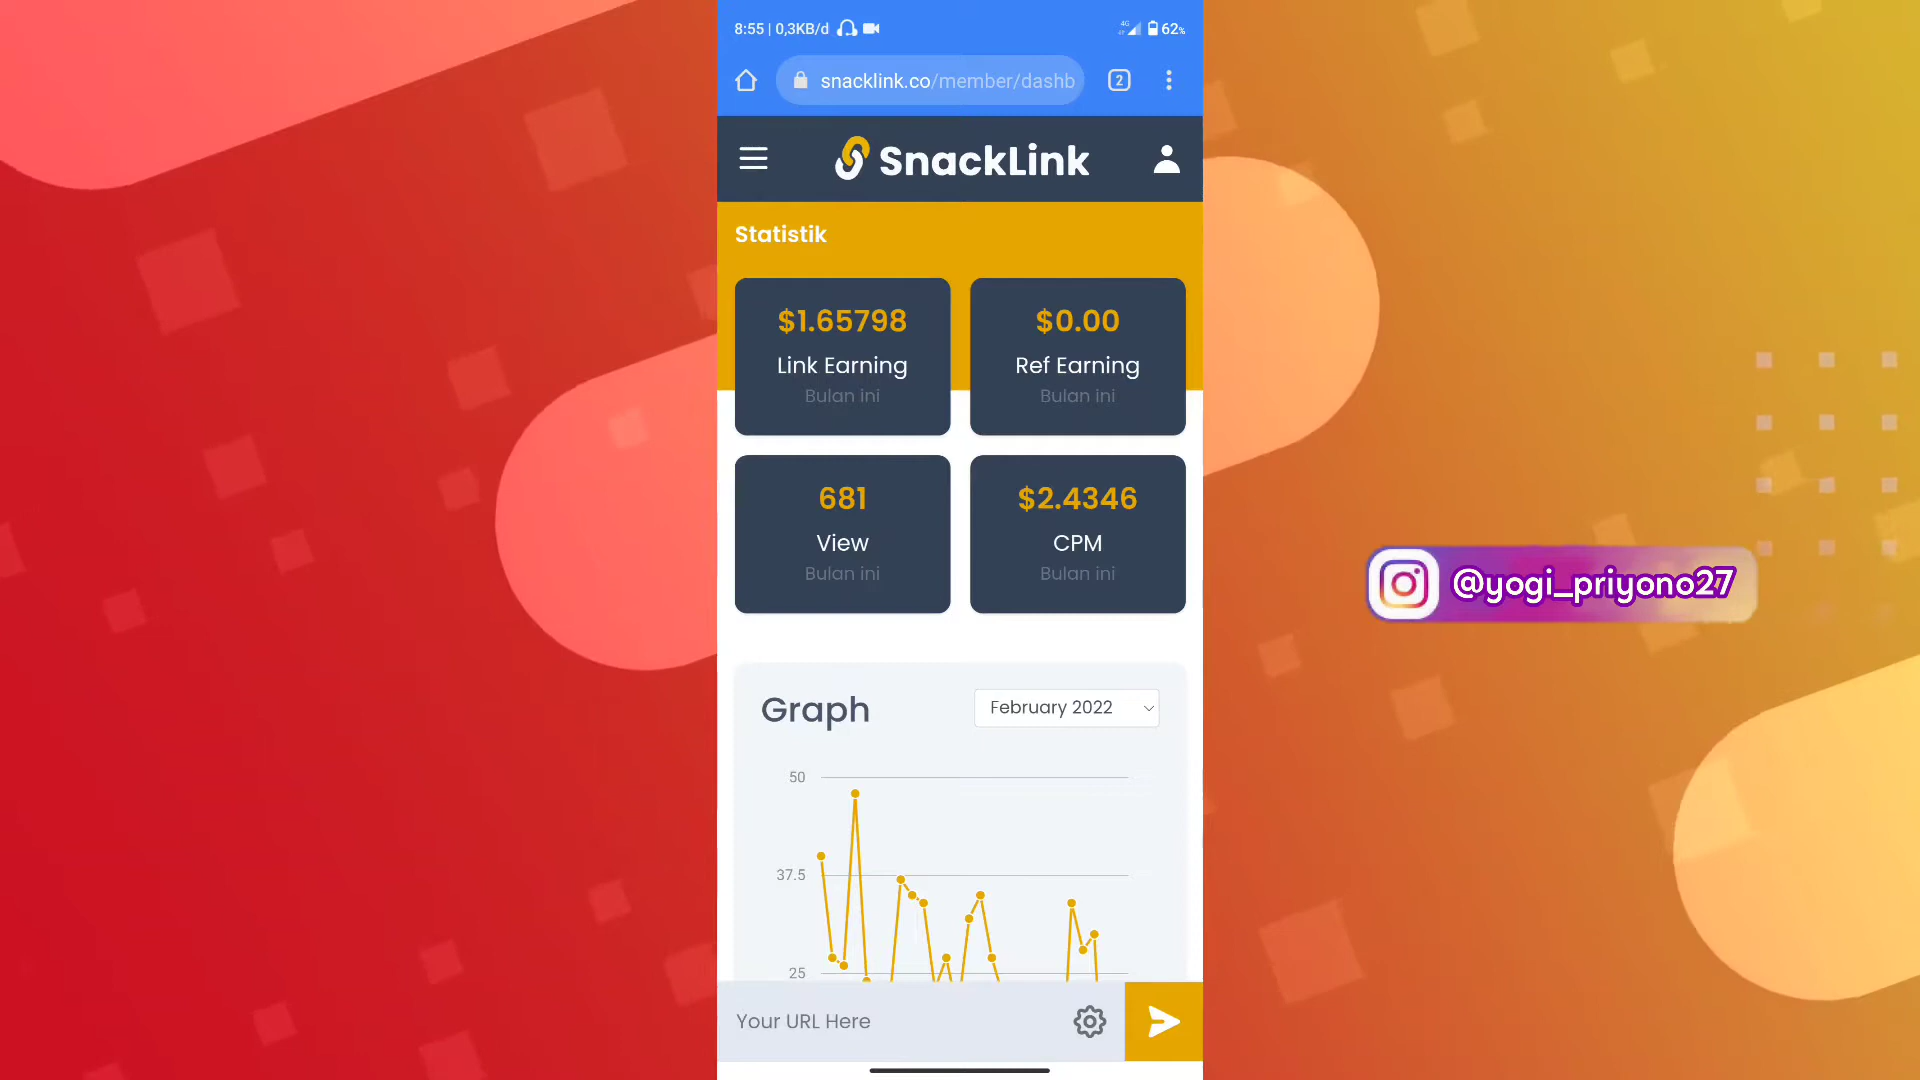 8:55 | 0,3KB/d
4G
62%
snacklink.co/member/dashb
2
SnackLink
Statistik
$1.65798
Link Earning
Bulan ini
$0.00
Ref Earning
Bulan ini
681
View
Bulan ini
$2.4346
CPM
Bulan ini
@yogi_priyono27
Graph
February 2022
50
37.5
25
Your URL Here